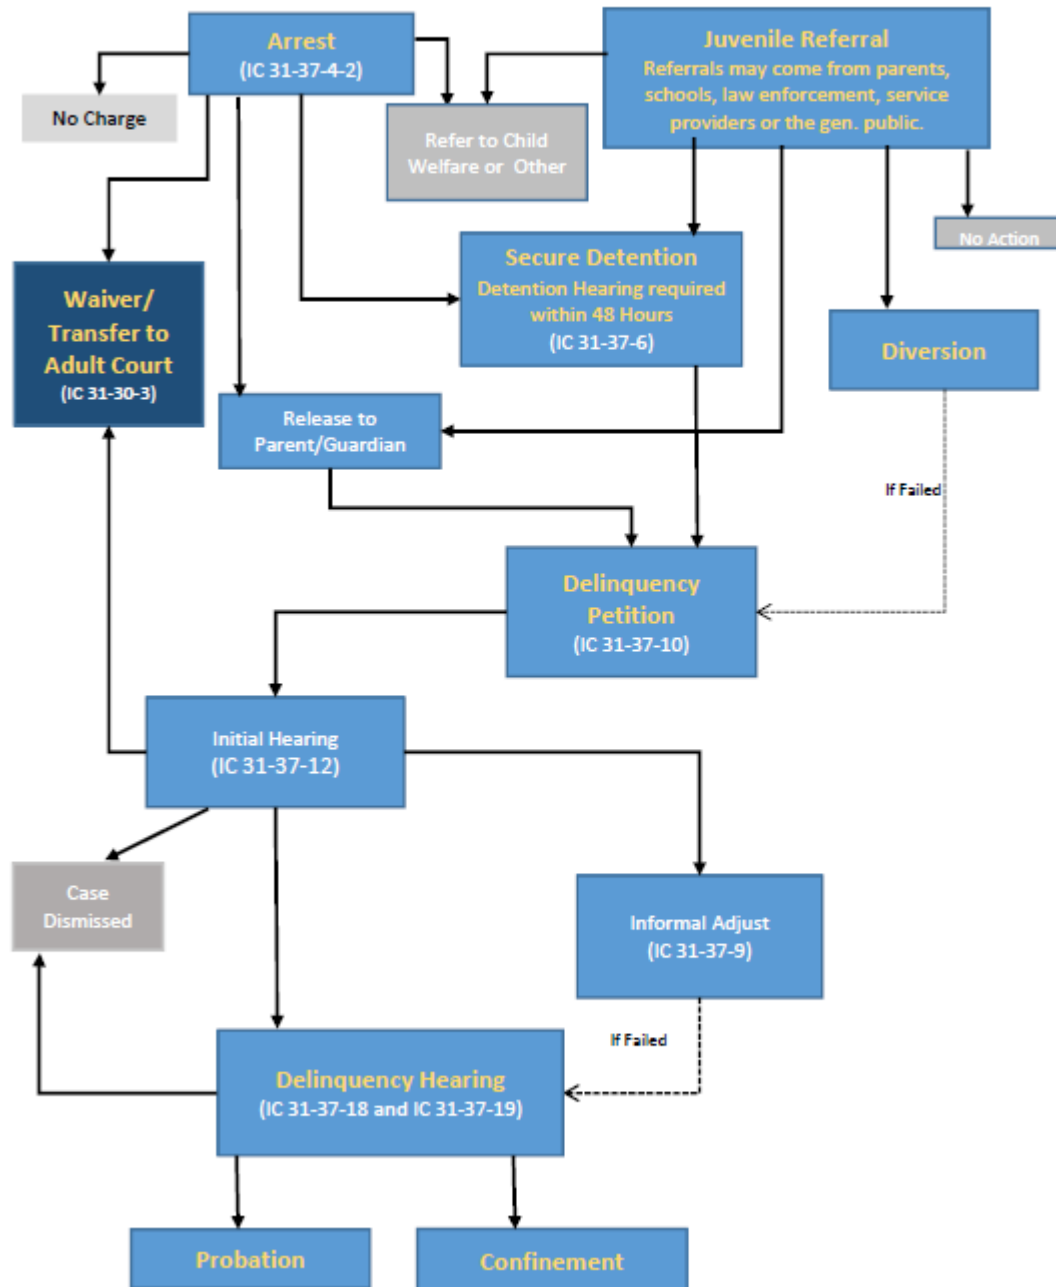 Arrest
(IC 31-37-4-2)
Juvenile Referral
Referrals may come from parents,
schools, law enforcement, service
providers or the gen. public.
No Charge
Refer to Child
Welfare or Other
No Action
Secure Detention
Detention Hearing required
within 48 Hours
(IC 31-37-6)
Waiver/
Transfer to
Adult Court
(IC 31-30-3)
Diversion
Release to
Parent/Guardian
If Failed
Delinquency
Petition
(IC 31-37-10)
Initial Hearing
(IC 31-37-12)
Case
Dismissed
Informal Adjust
(IC 31-37-9)
If Failed
Delinquency Hearing
(IC 31-37-18 and IC 31-37-19)
Probation
Confinement